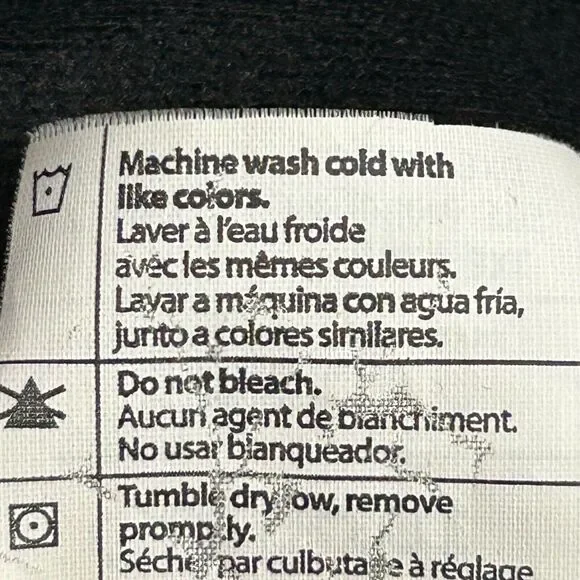 Machine wash cold with
like colors.
Laver à l'eau froide
avec les mêmes couleurs.
Lavar a máquina con agua fría,
junto a colores similares.
Do not bleach.
Aucun agent de blanchiment.
No usar blanqueador.
Tumble dry low, remove
promptly.
Séchage par culbutage à réglage